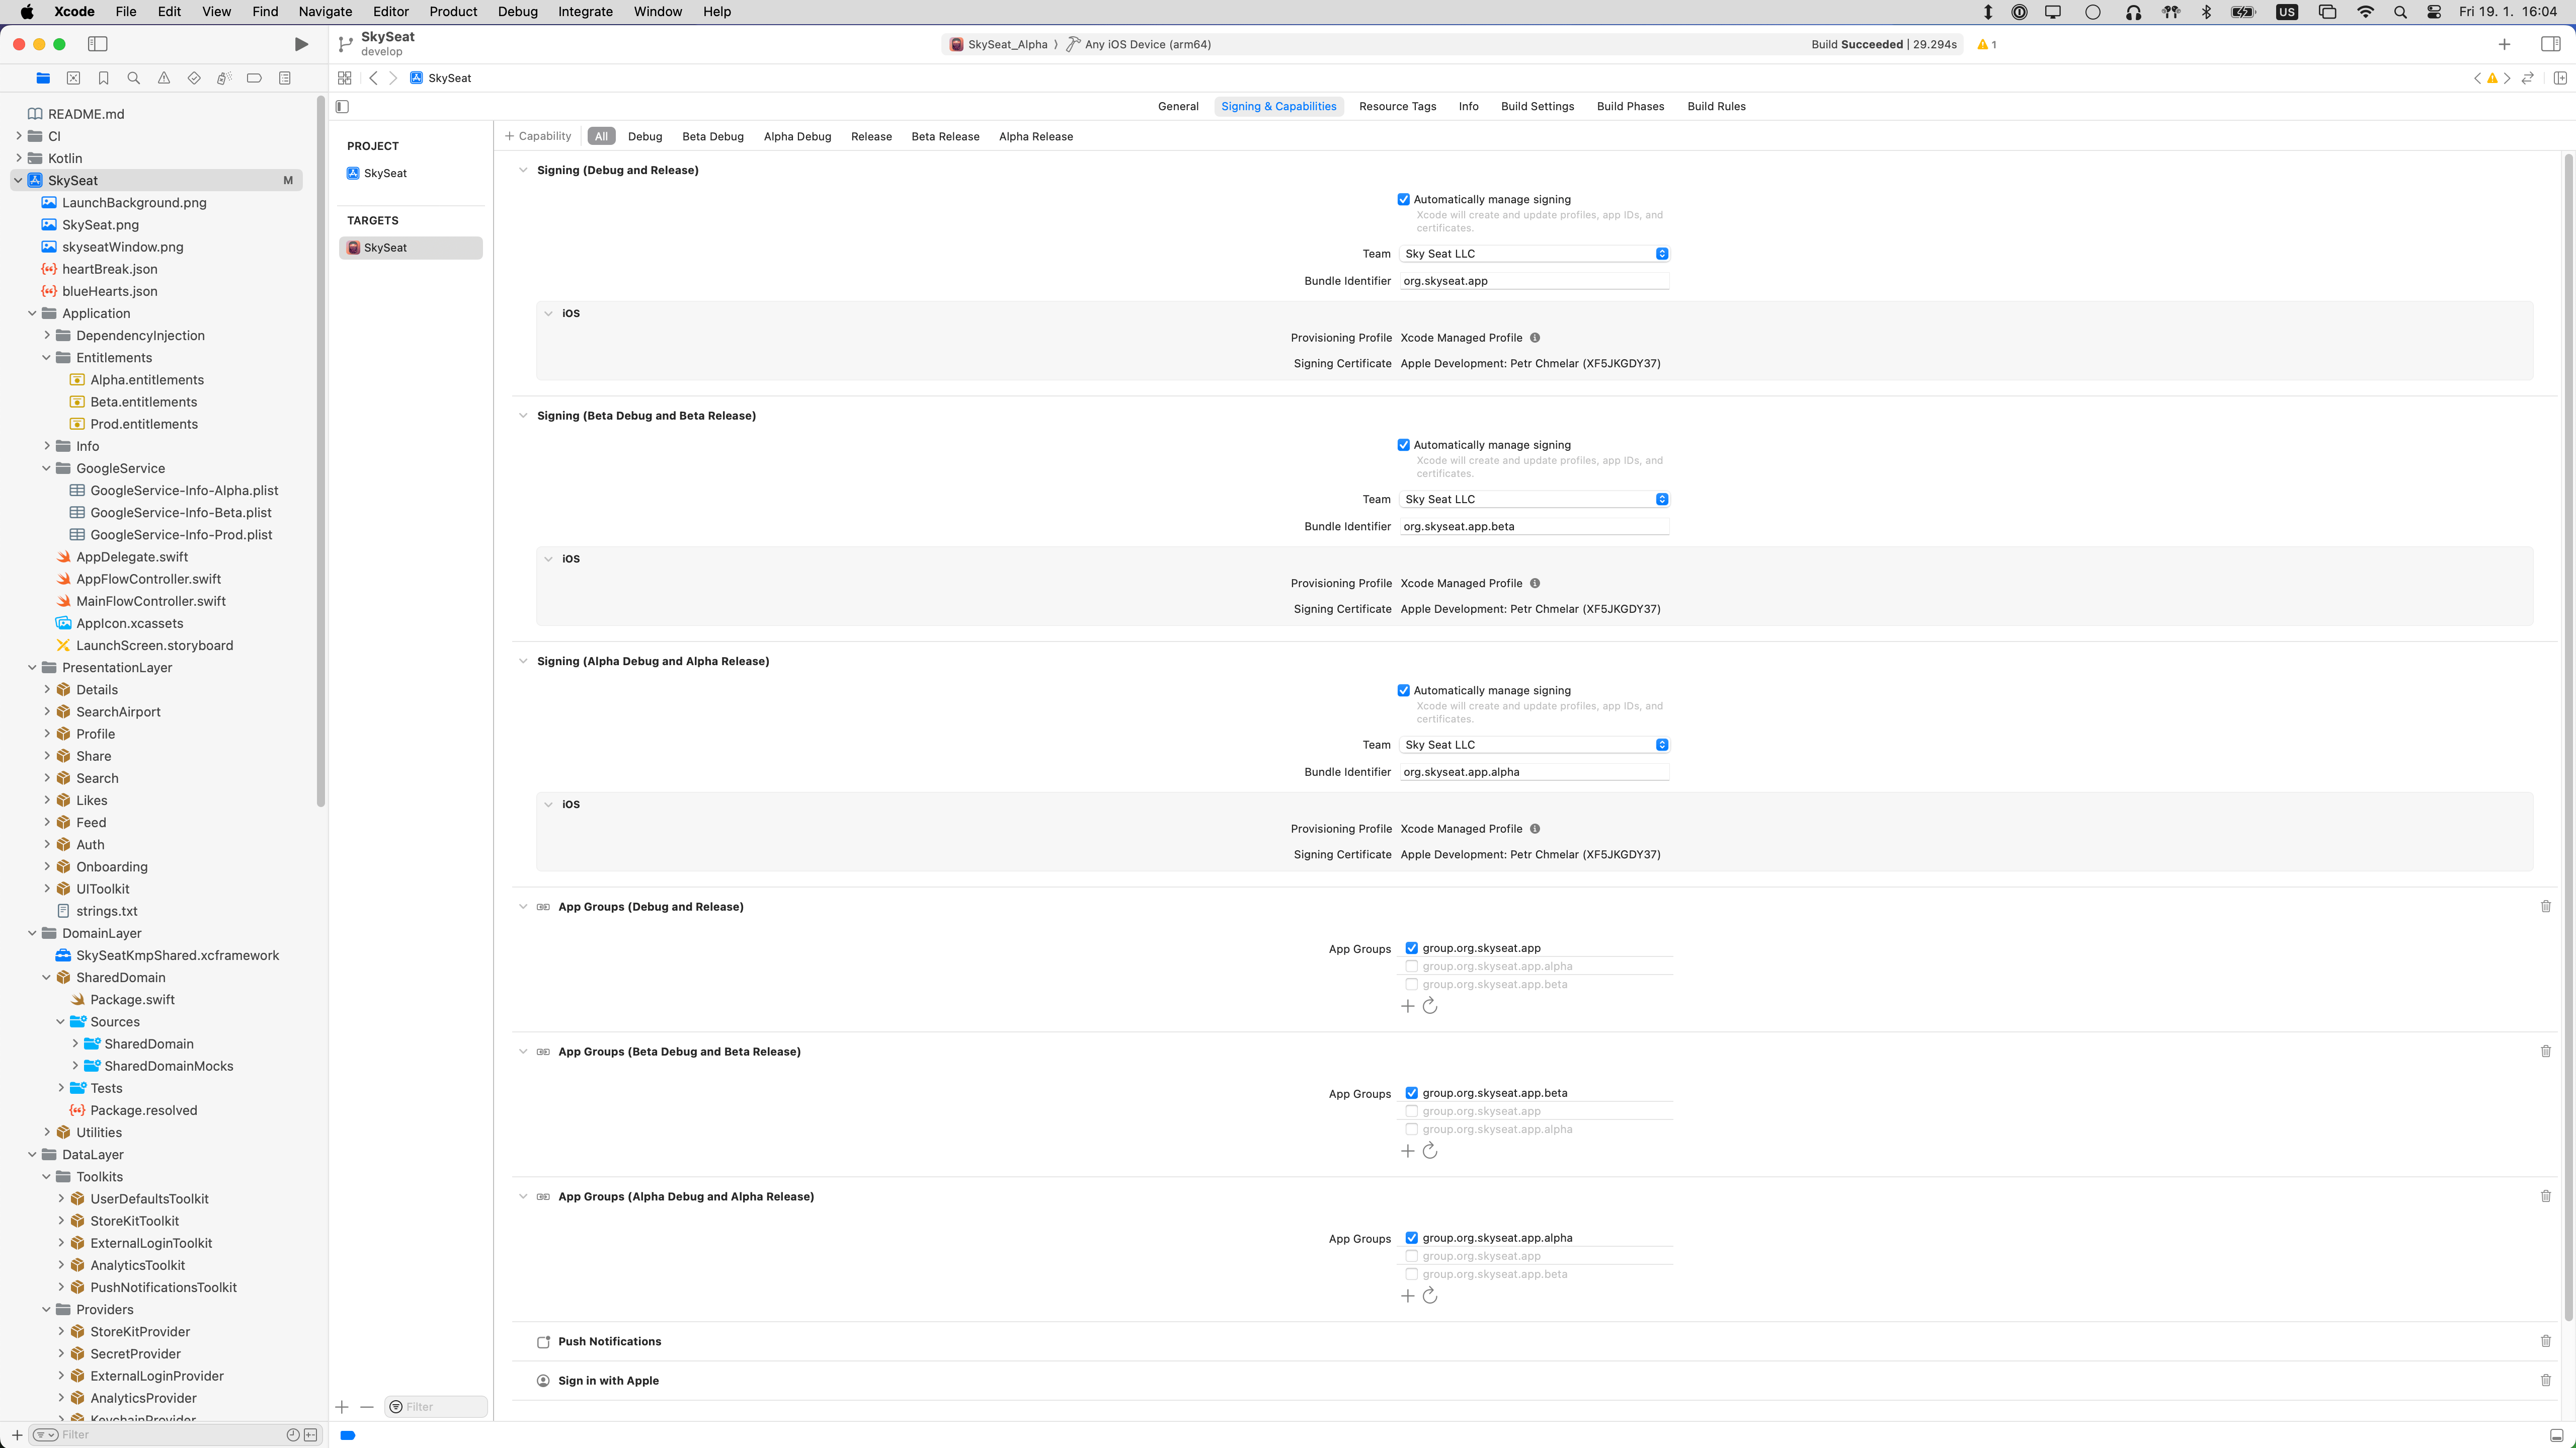 Xcode File Edit View Find Navigate Editor Product Debug Integrate Window Help
US
Fri 19. 1. 16:04
SkySeat
develop
SkySeat_Alpha
Any iOS Device (arm64)
Build Succeeded | 29.294s
1
SkySeat
README.md
CI
Kotlin
SkySeat M
LaunchBackground.png
SkySeat.png
skyseatWindow.png
heartBreak.json
blueHearts.json
Application
DependencyInjection
Entitlements
Alpha.entitlements
Beta.entitlements
Prod.entitlements
Info
GoogleService
GoogleService-Info-Alpha.plist
GoogleService-Info-Beta.plist
GoogleService-Info-Prod.plist
AppDelegate.swift
AppFlowController.swift
MainFlowController.swift
AppIcon.xcassets
LaunchScreen.storyboard
PresentationLayer
Details
SearchAirport
Profile
Share
Search
Likes
Feed
Auth
Onboarding
UIToolkit
strings.txt
DomainLayer
SkySeatKmpShared.xcframework
SharedDomain
Package.swift
Sources
SharedDomain
SharedDomainMocks
Tests
Package.resolved
Utilities
DataLayer
Toolkits
UserDefaultsToolkit
StoreKitToolkit
ExternalLoginToolkit
AnalyticsToolkit
PushNotificationsToolkit
Providers
StoreKitProvider
SecretProvider
ExternalLoginProvider
AnalyticsProvider
KeychainProvider
Filter
PROJECT
SkySeat
TARGETS
SkySeat
Filter
General Signing & Capabilities Resource Tags Info Build Settings Build Phases Build Rules
+ Capability All Debug Beta Debug Alpha Debug Release Beta Release Alpha Release
Signing (Debug and Release)
Automatically manage signing
Xcode will create and update profiles, app IDs, and
certificates.
Team Sky Seat LLC
Bundle Identifier org.skyseat.app
iOS
Provisioning Profile Xcode Managed Profile
Signing Certificate Apple Development: Petr Chmelar (XF5JKGDY37)
Signing (Beta Debug and Beta Release)
Automatically manage signing
Xcode will create and update profiles, app IDs, and
certificates.
Team Sky Seat LLC
Bundle Identifier org.skyseat.app.beta
iOS
Provisioning Profile Xcode Managed Profile
Signing Certificate Apple Development: Petr Chmelar (XF5JKGDY37)
Signing (Alpha Debug and Alpha Release)
Automatically manage signing
Xcode will create and update profiles, app IDs, and
certificates.
Team Sky Seat LLC
Bundle Identifier org.skyseat.app.alpha
iOS
Provisioning Profile Xcode Managed Profile
Signing Certificate Apple Development: Petr Chmelar (XF5JKGDY37)
App Groups (Debug and Release)
App Groups group.org.skyseat.app
group.org.skyseat.app.alpha
group.org.skyseat.app.beta
App Groups (Beta Debug and Beta Release)
App Groups group.org.skyseat.app.beta
group.org.skyseat.app
group.org.skyseat.app.alpha
App Groups (Alpha Debug and Alpha Release)
App Groups group.org.skyseat.app.alpha
group.org.skyseat.app
group.org.skyseat.app.beta
Push Notifications
Sign in with Apple